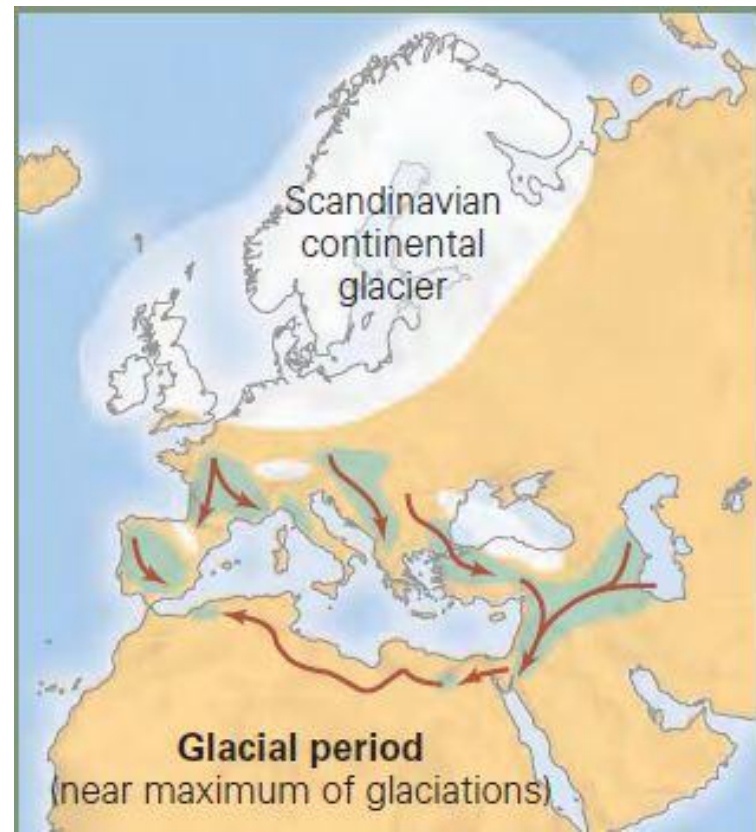 Scandinavian
continental
glacier
Glacial period
(near maximum of glaciations)